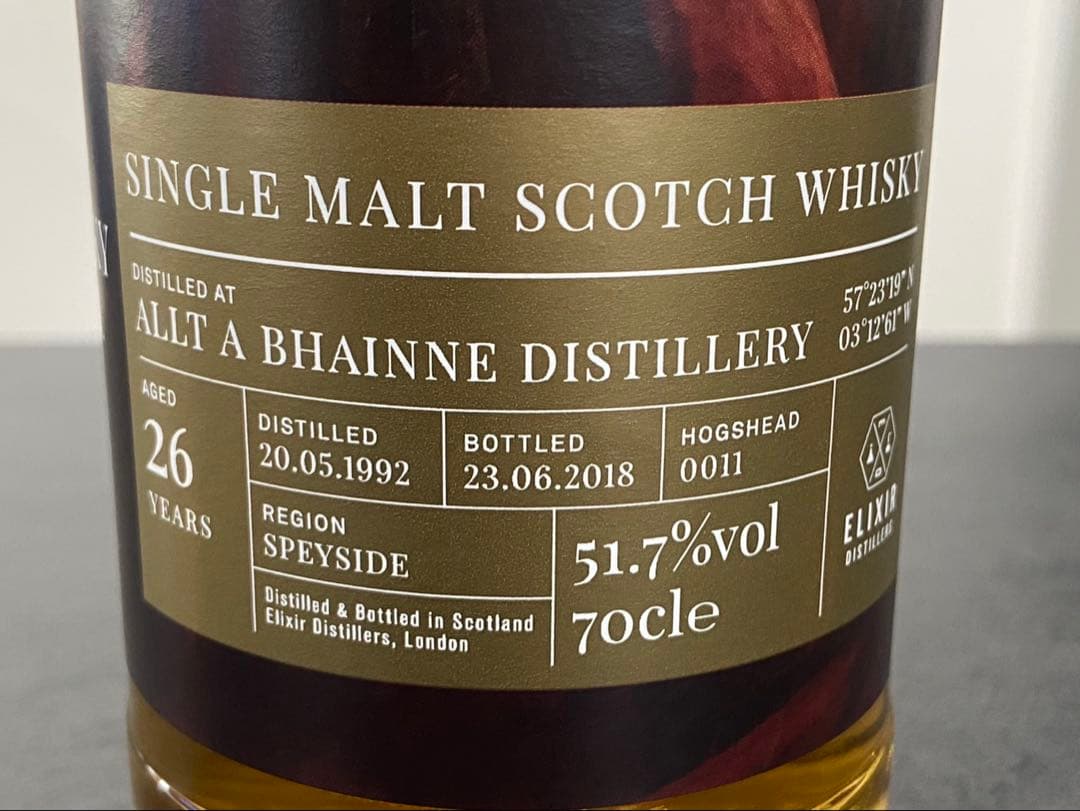 SINGLE MALT SCOTCH WHISKY
DISTILLED AT
ALLT A BHAINNE DISTILLERY
57°23'19" N
03°12'61" W
AGED
26
YEARS
DISTILLED
20.05.1992
BOTTLED
23.06.2018
HOGSHEAD
0011
REGION
SPEYSIDE
Distilled & Bottled in Scotland
Elixir Distillers, London
51.7%vol
70cle
ELIXIR
DISTILLERS